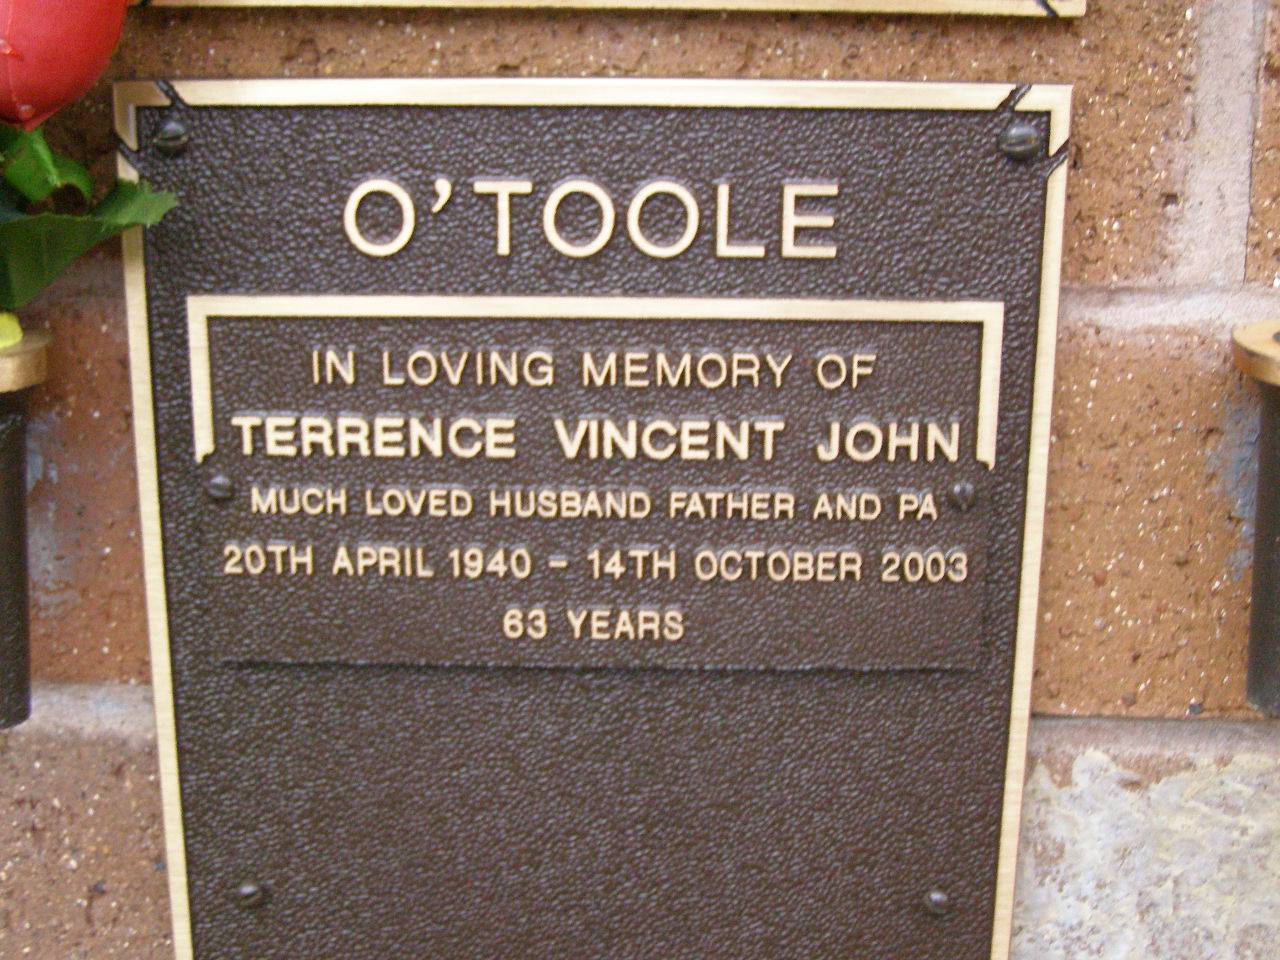 O'TOOLE
IN LOVING MEMORY OF
TERRENCE VINCENT JOHN
MUCH LOVED HUSBAND FATHER AND PA
20TH APRIL 1940 - 14TH OCTOBER 2003
63 YEARS